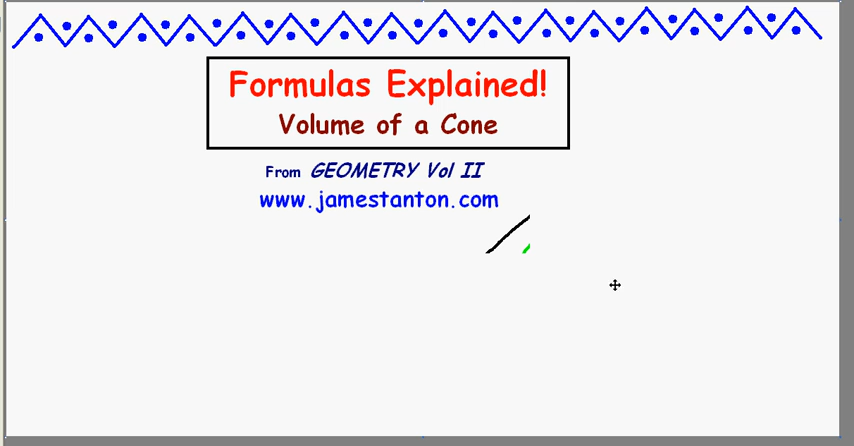 Formulas Explained!
Volume of a Cone
From GEOMETRY Vol II
www.jamestanton.com